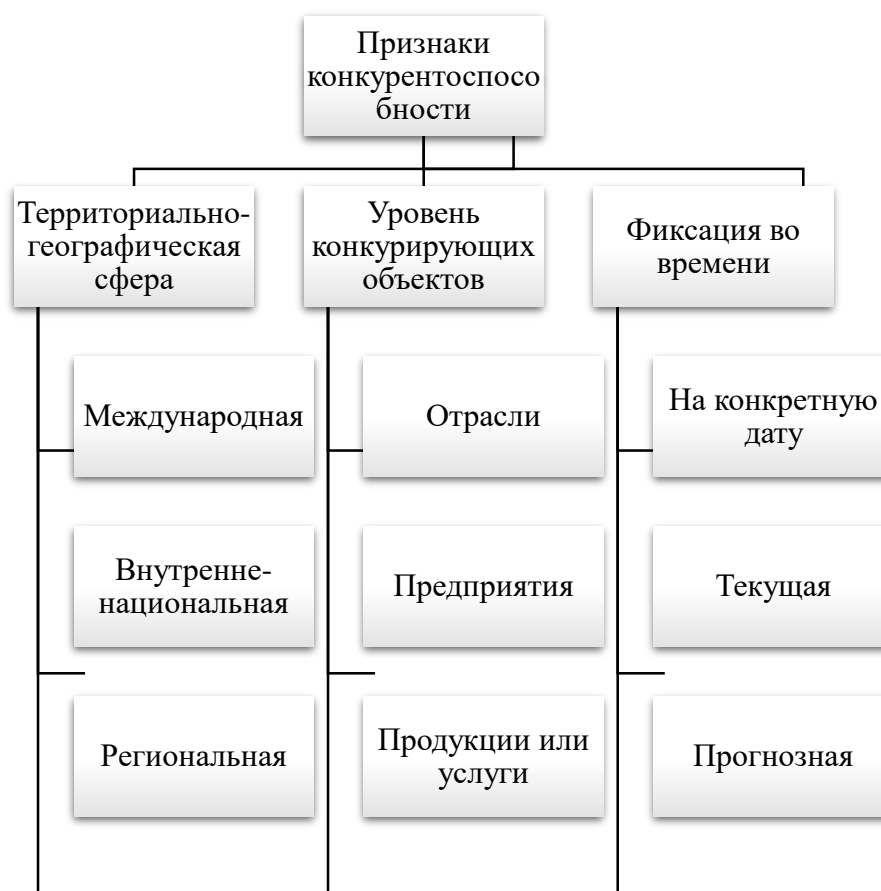 Признаки
конкурентоспосо
бности
Территориально-
географическая
сфера
Уровень
конкурирующих
объектов
Фиксация во
времени
Международная
Отрасли
На конкретную
дату
Внутренне-
национальная
Предприятия
Текущая
Региональная
Продукции или
услуги
Прогнозная